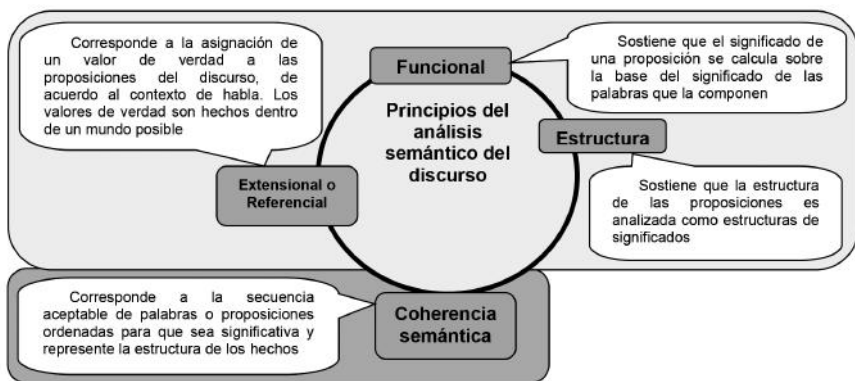 Corresponde a la asignación de
un valor de verdad a las
proposiciones del discurso, de
acuerdo al contexto de habla. Los
valores de verdad son hechos dentro
de un mundo posible
Funcional
Sostiene que el significado de
una proposición se calcula sobre
la base del significado de las
palabras que la componen
Principios del
análisis
semántico del
discurso
Estructura
Extensional o
Referencial
Sostiene que la estructura
de las proposiciones es
analizada como estructuras de
significados
Corresponde a la secuencia
aceptable de palabras o proposiciones
ordenadas para que sea significativa y
represente la estructura de los hechos
Coherencia
semántica